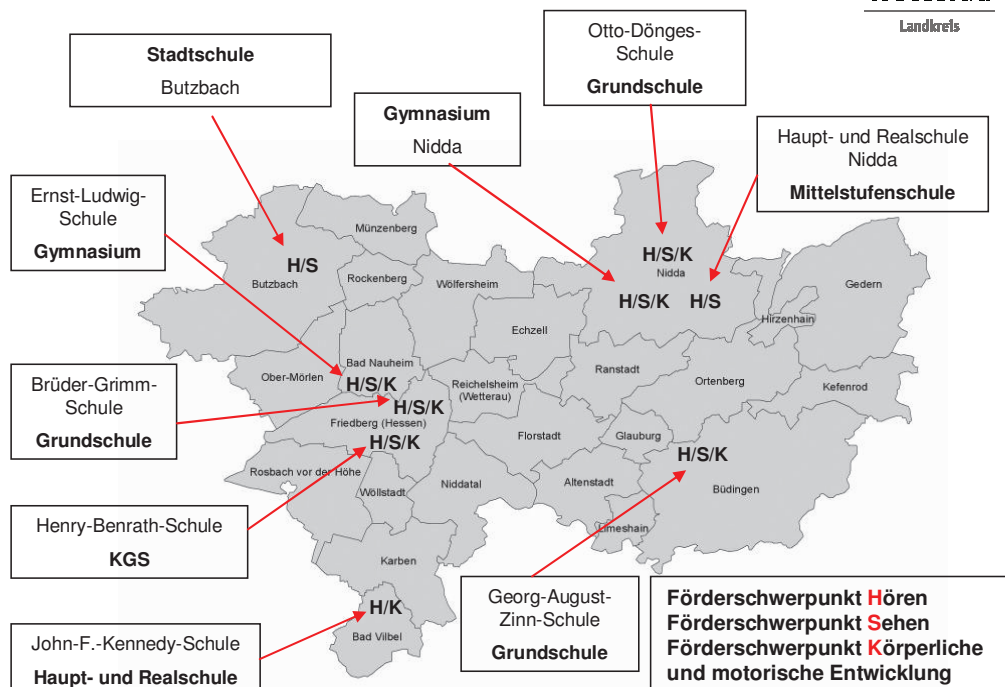 Landkreis
Stadtschule
Butzbach
Otto-Dönges-
Schule
Grundschule
Gymnasium
Nidda
Haupt- und Realschule
Nidda
Mittelstufenschule
Ernst-Ludwig-
Schule
Gymnasium
Brüder-Grimm-
Schule
Grundschule
Henry-Benrath-Schule
KGS
John-F.-Kennedy-Schule
Haupt- und Realschule
Georg-August-
Zinn-Schule
Grundschule
Münzenberg
H/S
Butzbach
Rockenberg
Wölfersheim
H/S/K
Nidda
H/S/K
H/S
Gedern
Hirzenhain
Echzell
Bad Nauheim
H/S/K
Ober-Mörlen
Reichelsheim
(Wetterau)
Ranstadt
Ortenberg
Kefenrod
H/S/K
Friedberg (Hessen)
H/S/K
Florstadt
Glauburg
H/S/K
Büdingen
Rosbach vor der Höhe
Wöllstadt
Niddatal
Altenstadt
Limeshain
Karben
H/K
Bad Vilbel
Förderschwerpunkt Hören
Förderschwerpunkt Sehen
Förderschwerpunkt Körperliche
und motorische Entwicklung